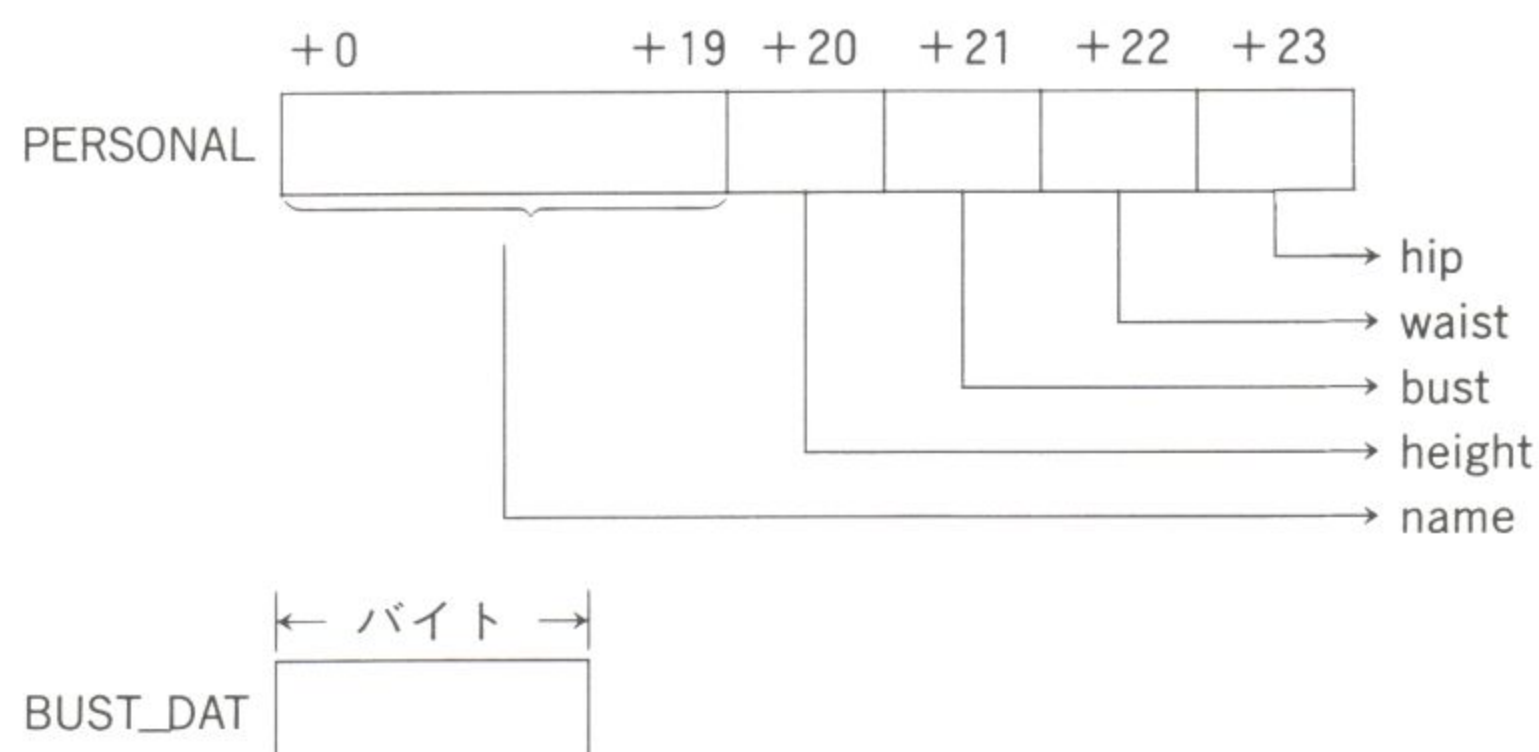 +0 +19 +20 +21 +22 +23
PERSONAL
hip
waist
bust
height
name
バイト
BUST_DAT